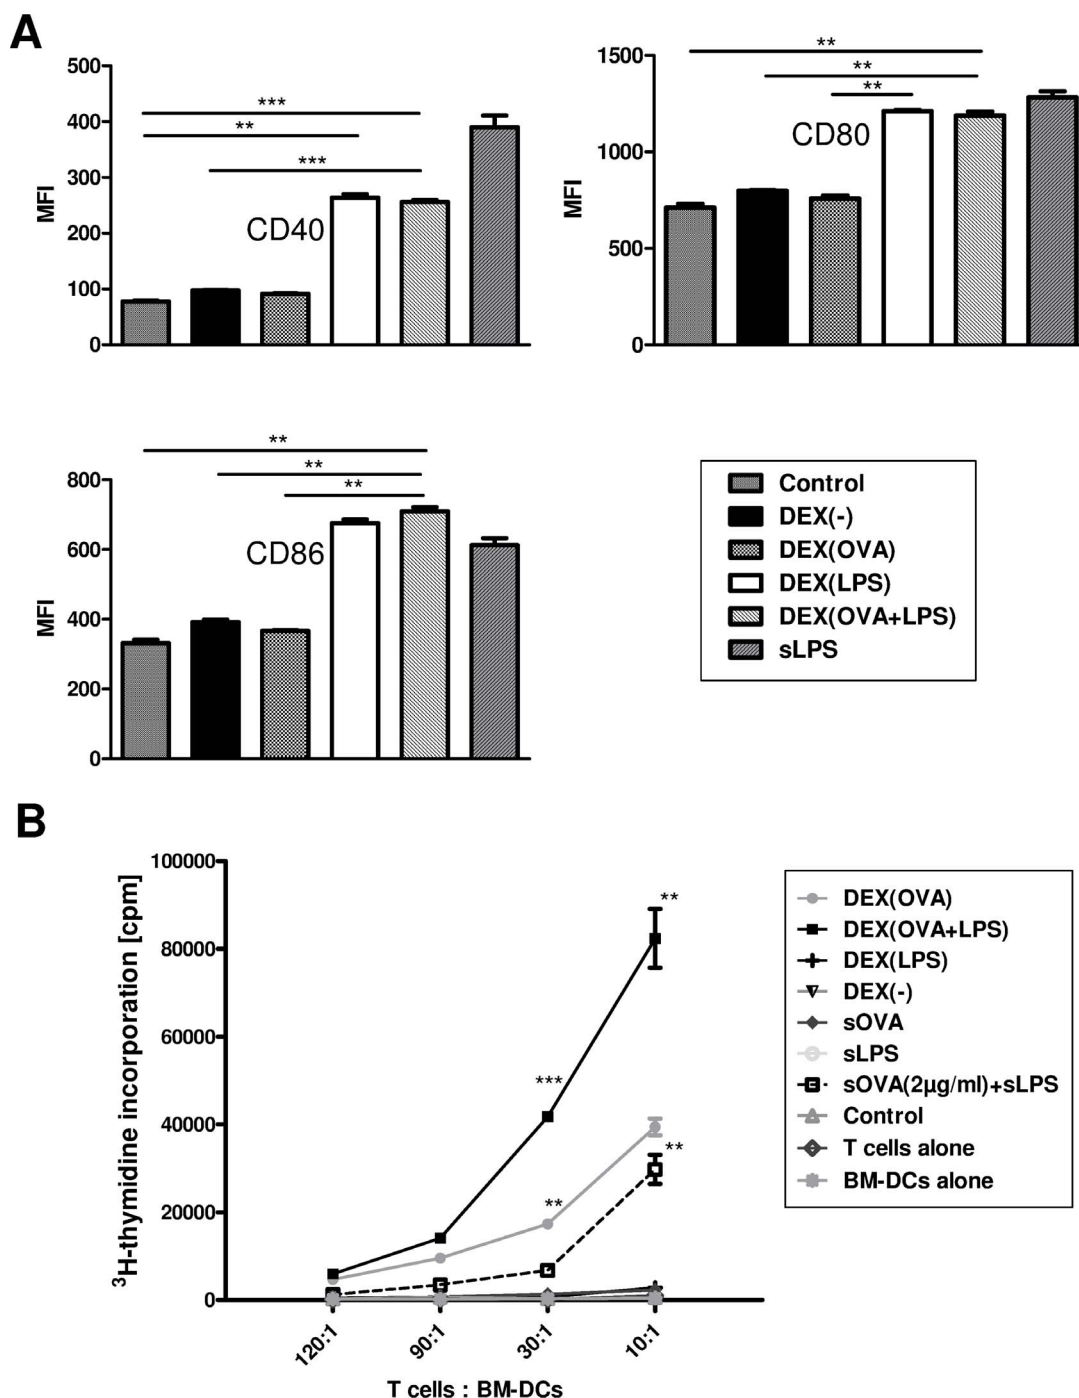 A
500
400
300
200
100
0
MFI
CD40
***
**
***
1500
1000
500
0
MFI
CD80
**
**
**
800
600
400
200
0
MFI
CD86
**
**
**
Control
DEX(-)
DEX(OVA)
DEX(LPS)
DEX(OVA+LPS)
sLPS
B
100000
80000
60000
40000
20000
0
³H-thymidine incorporation [cpm]
**
***
**
**
120:1
90:1
30:1
10:1
T cells : BM-DCs
DEX(OVA)
DEX(OVA+LPS)
DEX(LPS)
DEX(-)
sOVA
sLPS
sOVA(2µg/ml)+sLPS
Control
T cells alone
BM-DCs alone